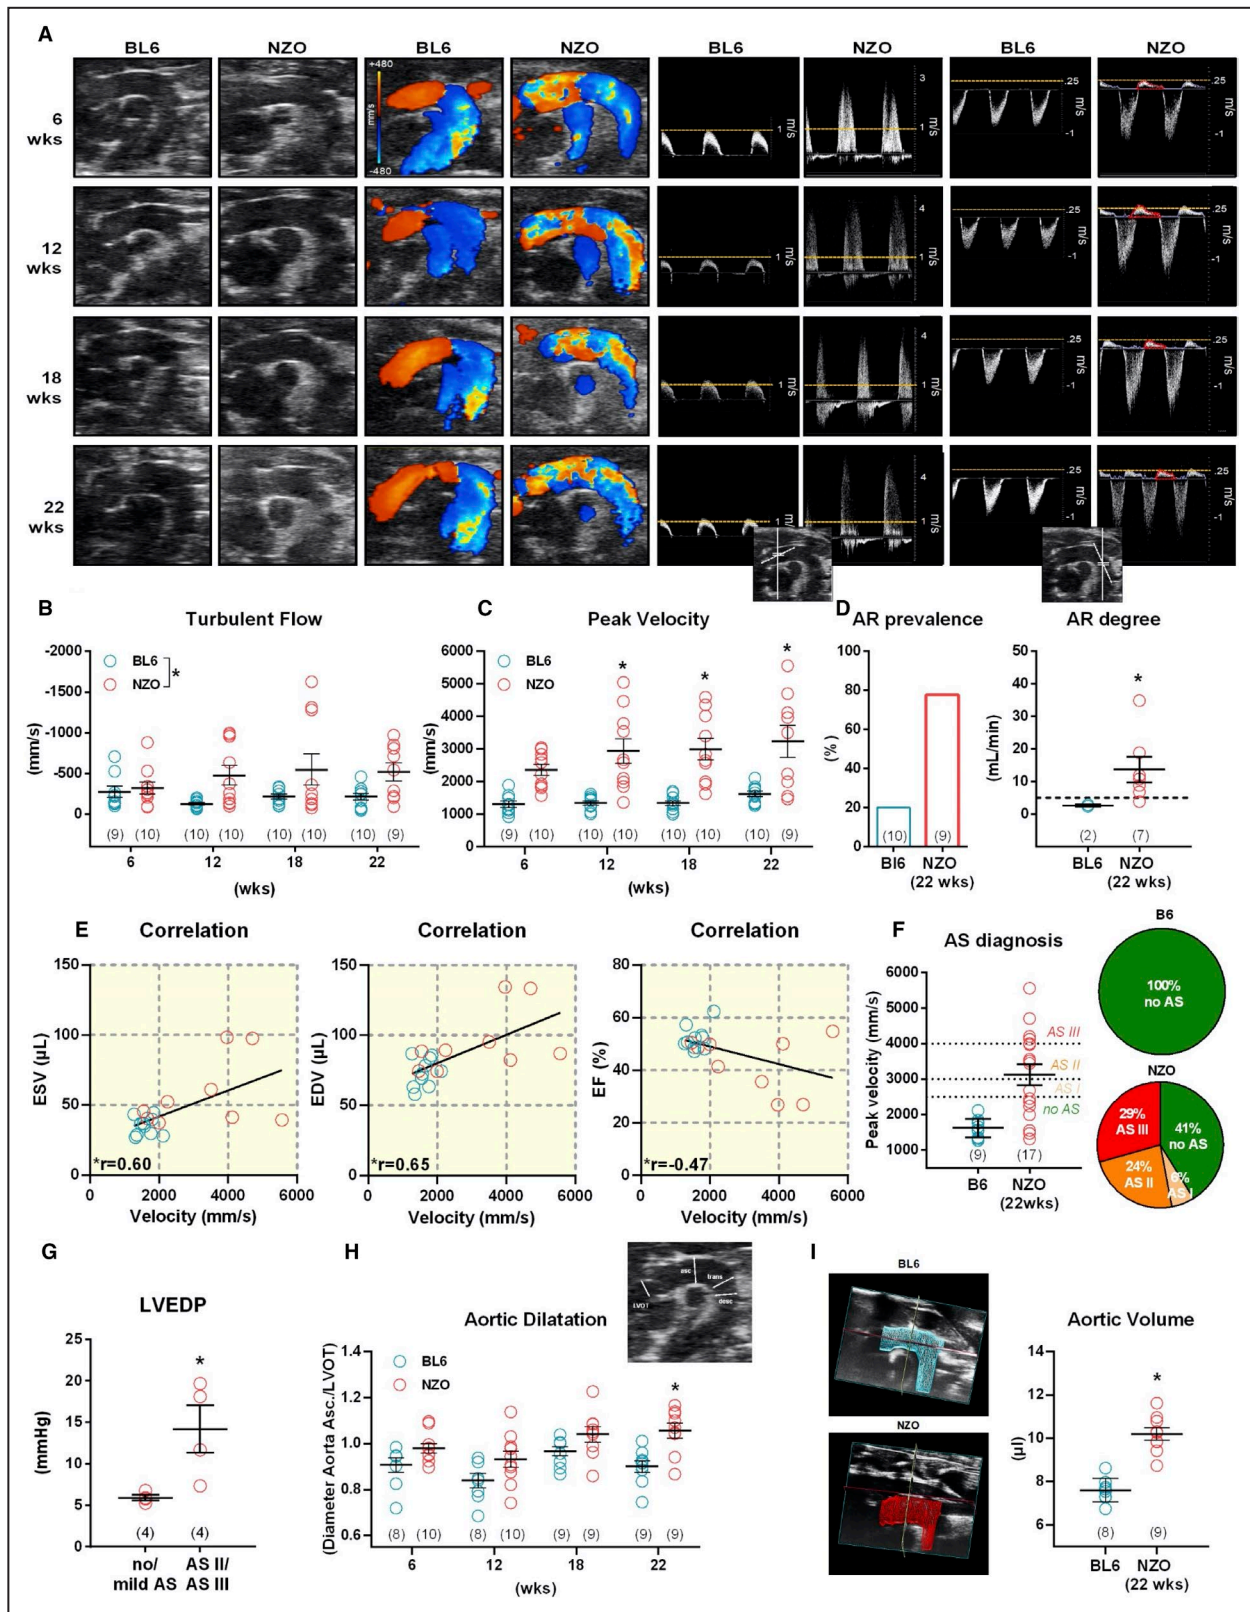 A
BL6 NZO BL6 NZO BL6 NZO BL6 NZO
6 wks
+480
mm/s
-480
1 m/s
3
1 m/s
.25
-1 m/s
.25
-1 m/s
12 wks
1 m/s
4
1 m/s
.25
-1 m/s
.25
-1 m/s
18 wks
1 m/s
4
1 m/s
.25
-1 m/s
.25
-1 m/s
22 wks
1 m/s
4
1 m/s
.25
-1 m/s
.25
-1 m/s
B
Turbulent Flow
BL6
NZO
*
(mm/s)
-2000
-1500
-1000
-500
0
(9) (10) (10) (10) (10) (10) (10) (9)
6 12 18 22
(wks)
C
Peak Velocity
BL6
NZO
* * *
(mm/s)
6000
5000
4000
3000
2000
1000
0
(9) (10) (10) (10) (10) (10) (10) (9)
6 12 18 22
(wks)
D
AR prevalence
(%)
100
80
60
40
20
0
(10) (9)
Bl6 NZO
(22 wks)
AR degree
*
(mL/min)
50
40
30
20
10
0
(2) (7)
BL6 NZO
(22 wks)
E
Correlation
ESV (µL)
150
100
50
0
*r=0.60
0 2000 4000 6000
Velocity (mm/s)
Correlation
EDV (µL)
150
100
50
0
*r=0.65
0 2000 4000 6000
Velocity (mm/s)
Correlation
EF (%)
80
60
40
20
0
*r=-0.47
0 2000 4000 6000
Velocity (mm/s)
F
AS diagnosis
Peak velocity (mm/s)
6000
5000
4000
3000
2000
1000
AS III
AS II
AS I
no AS
(9) (17)
B6 NZO
(22wks)
B6
100%
no AS
NZO
29%
AS III
41%
no AS
24%
AS II
6%
AS I
G
LVEDP
*
(mmHg)
25
20
15
10
5
0
(4) (4)
no/ AS II/
mild AS AS III
H
asc
trans
desc
LVOT
Aortic Dilatation
BL6
NZO
*
(Diameter Aorta Asc./LVOT)
1.4
1.2
1.0
0.8
0.6
(8) (10) (8) (10) (9) (9) (9) (9)
6 12 18 22
(wks)
I
BL6
NZO
Aortic Volume
*
(µl)
14
12
10
8
6
(8) (9)
BL6 NZO
(22 wks)